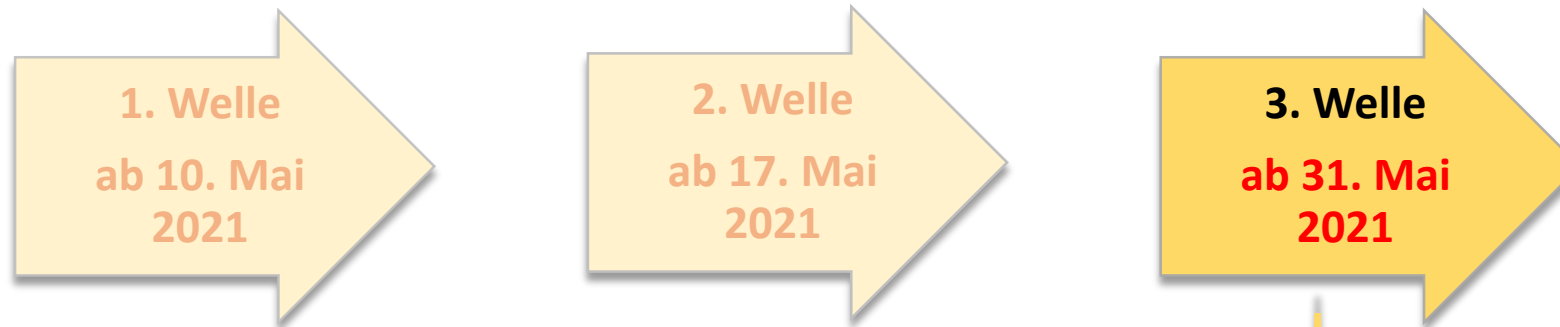 1. Welle
ab 10. Mai
2021
2. Welle
ab 17. Mai
2021
3. Welle
ab 31. Mai
2021